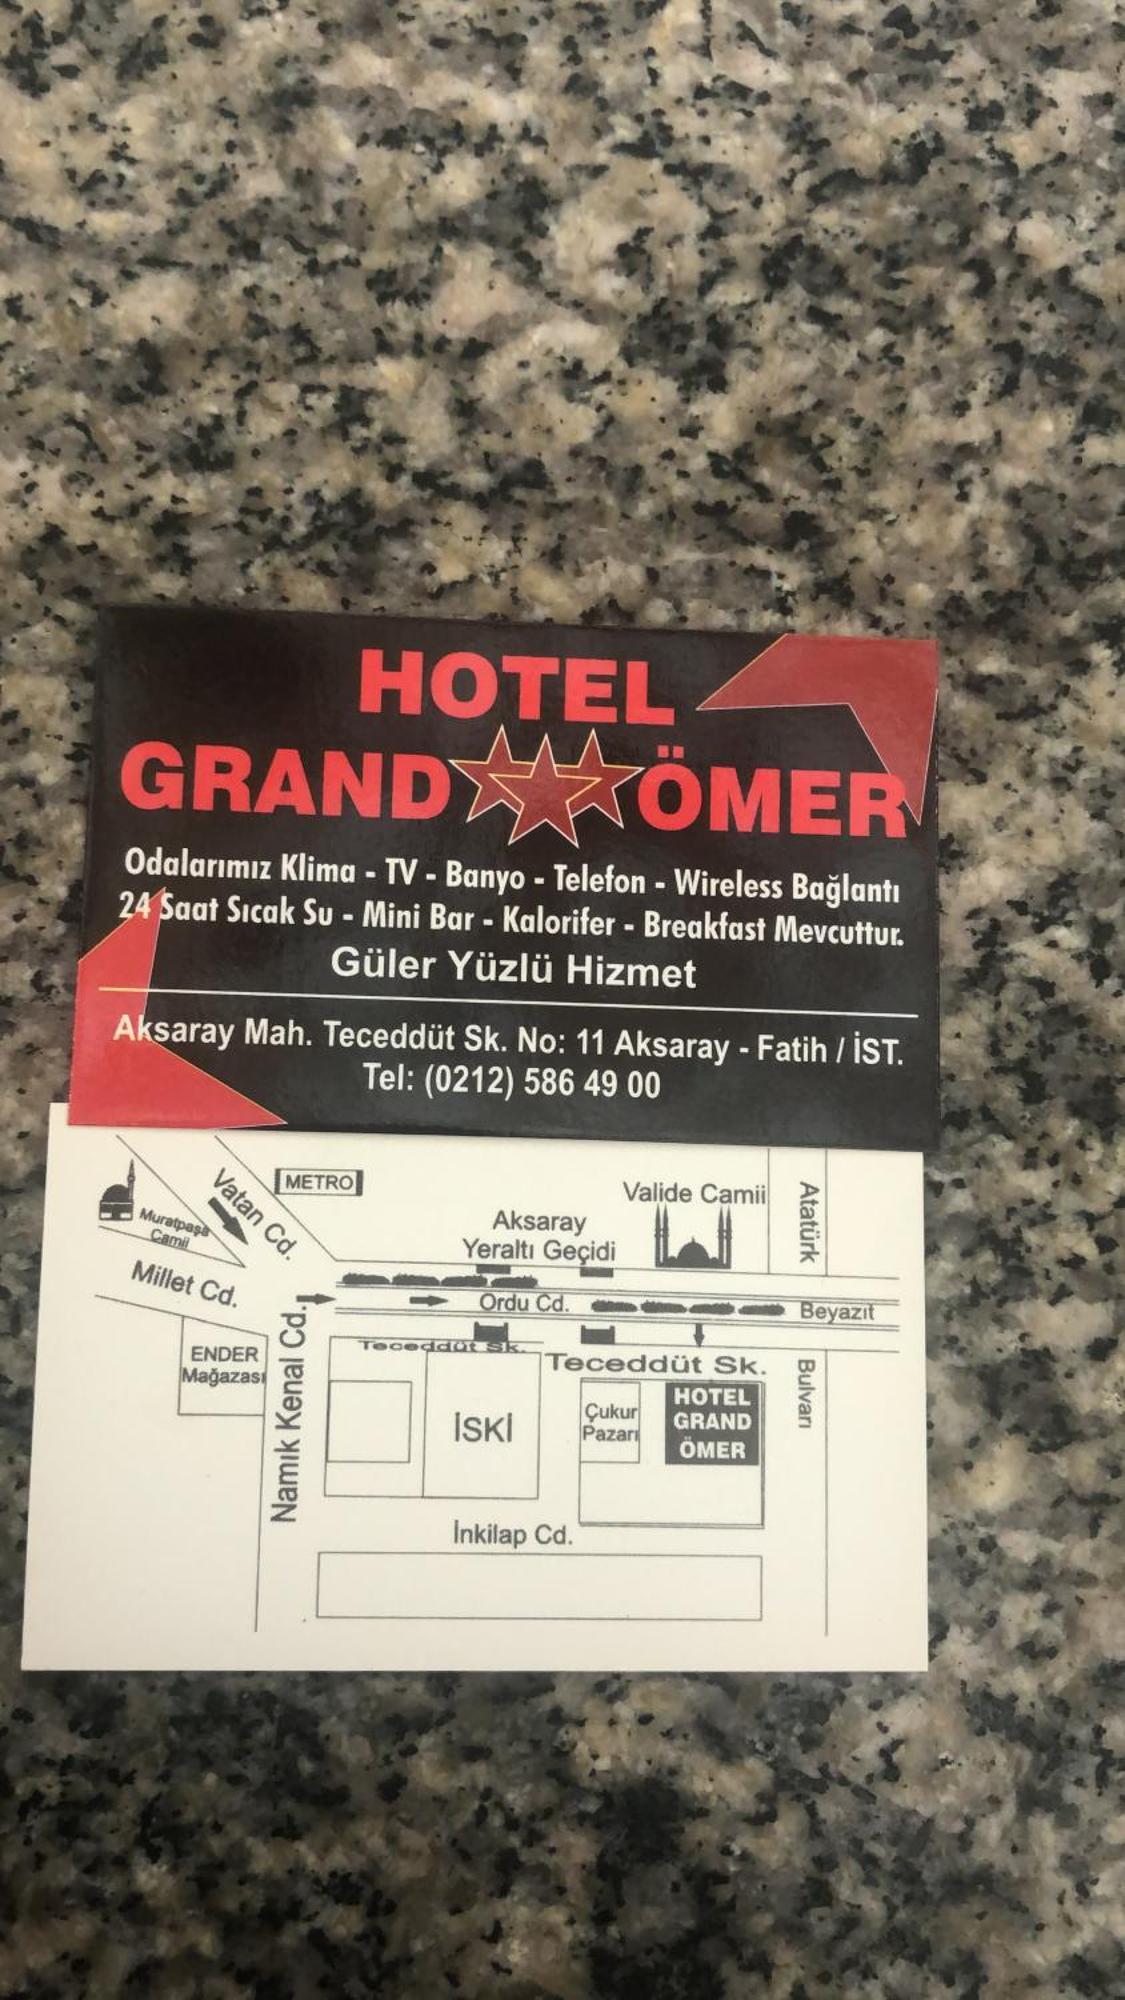 HOTEL
GRAND ÖMER
Odalarımız Klima - TV - Banyo - Telefon - Wireless Bağlantı
24 Saat Sıcak Su - Mini Bar - Kalorifer - Breakfast Mevcuttur.
Güler Yüzlü Hizmet
Aksaray Mah. Teceddüt Sk. No: 11 Aksaray - Fatih / İST.
Tel: (0212) 586 49 00
METRO
Vatan Cd.
Muratpaşa
Camii
Millet Cd.
Valide Camii
Atatürk
Aksaray
Yeraltı Geçidi
Ordu Cd.
Beyazıt
ENDER
Mağazası
Namık Kenal Cd.
Teceddüt Sk.
Teceddüt Sk.
Bulvarı
İSKİ
Çukur
Pazarı
HOTEL
GRAND
ÖMER
İnkilap Cd.